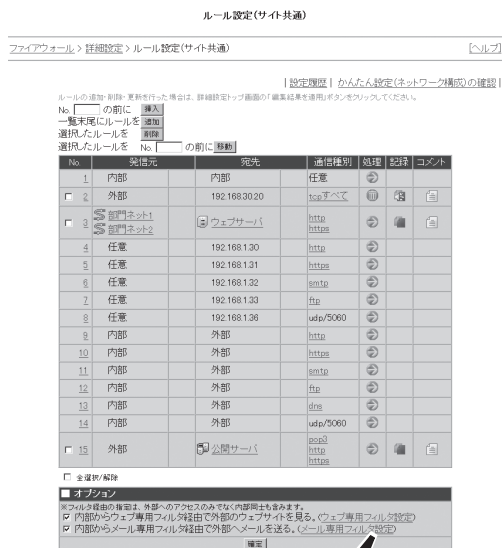 ルール設定(サイト共通)
ファイアウォール > 詳細設定 > ルール設定(サイト共通) [ヘルプ]
| 設定履歴 | かんたん設定(ネットワーク構成)の確認 |
ルールの追加・削除・更新を行った場合は、詳細設定トップ画面の「編集結果を適用」ボタンをクリックしてください。
No. の前に 挿入
一覧末尾にルールを 追加
選択したルールを 削除
選択したルールを No. の前に 移動
No. 発信元 宛先 通信種別 処理 記録 コメント
1 内部 内部 任意
2 外部 192.168.30.20 tcpすべて
3 部門ネット1 ウェブサーバ http
部門ネット2 https
4 任意 192.168.1.30 http
5 任意 192.168.1.31 https
6 任意 192.168.1.32 smtp
7 任意 192.168.1.33 ftp
8 任意 192.168.1.36 udp/5060
9 内部 外部 http
10 内部 外部 https
11 内部 外部 smtp
12 内部 外部 ftp
13 内部 外部 dns
14 内部 外部 udp/5060
15 外部 公開サーバ pop3
http
https
全選択/解除
■ オプション
※フィルタ経由の指定は、外部へのアクセスのみでなく内部同士も含みます。
内部からウェブ専用フィルタ経由で外部のウェブサイトを見る。(ウェブ専用フィルタ設定)
内部からメール専用フィルタ経由で外部へメールを送る。(メール専用フィルタ設定)
確定